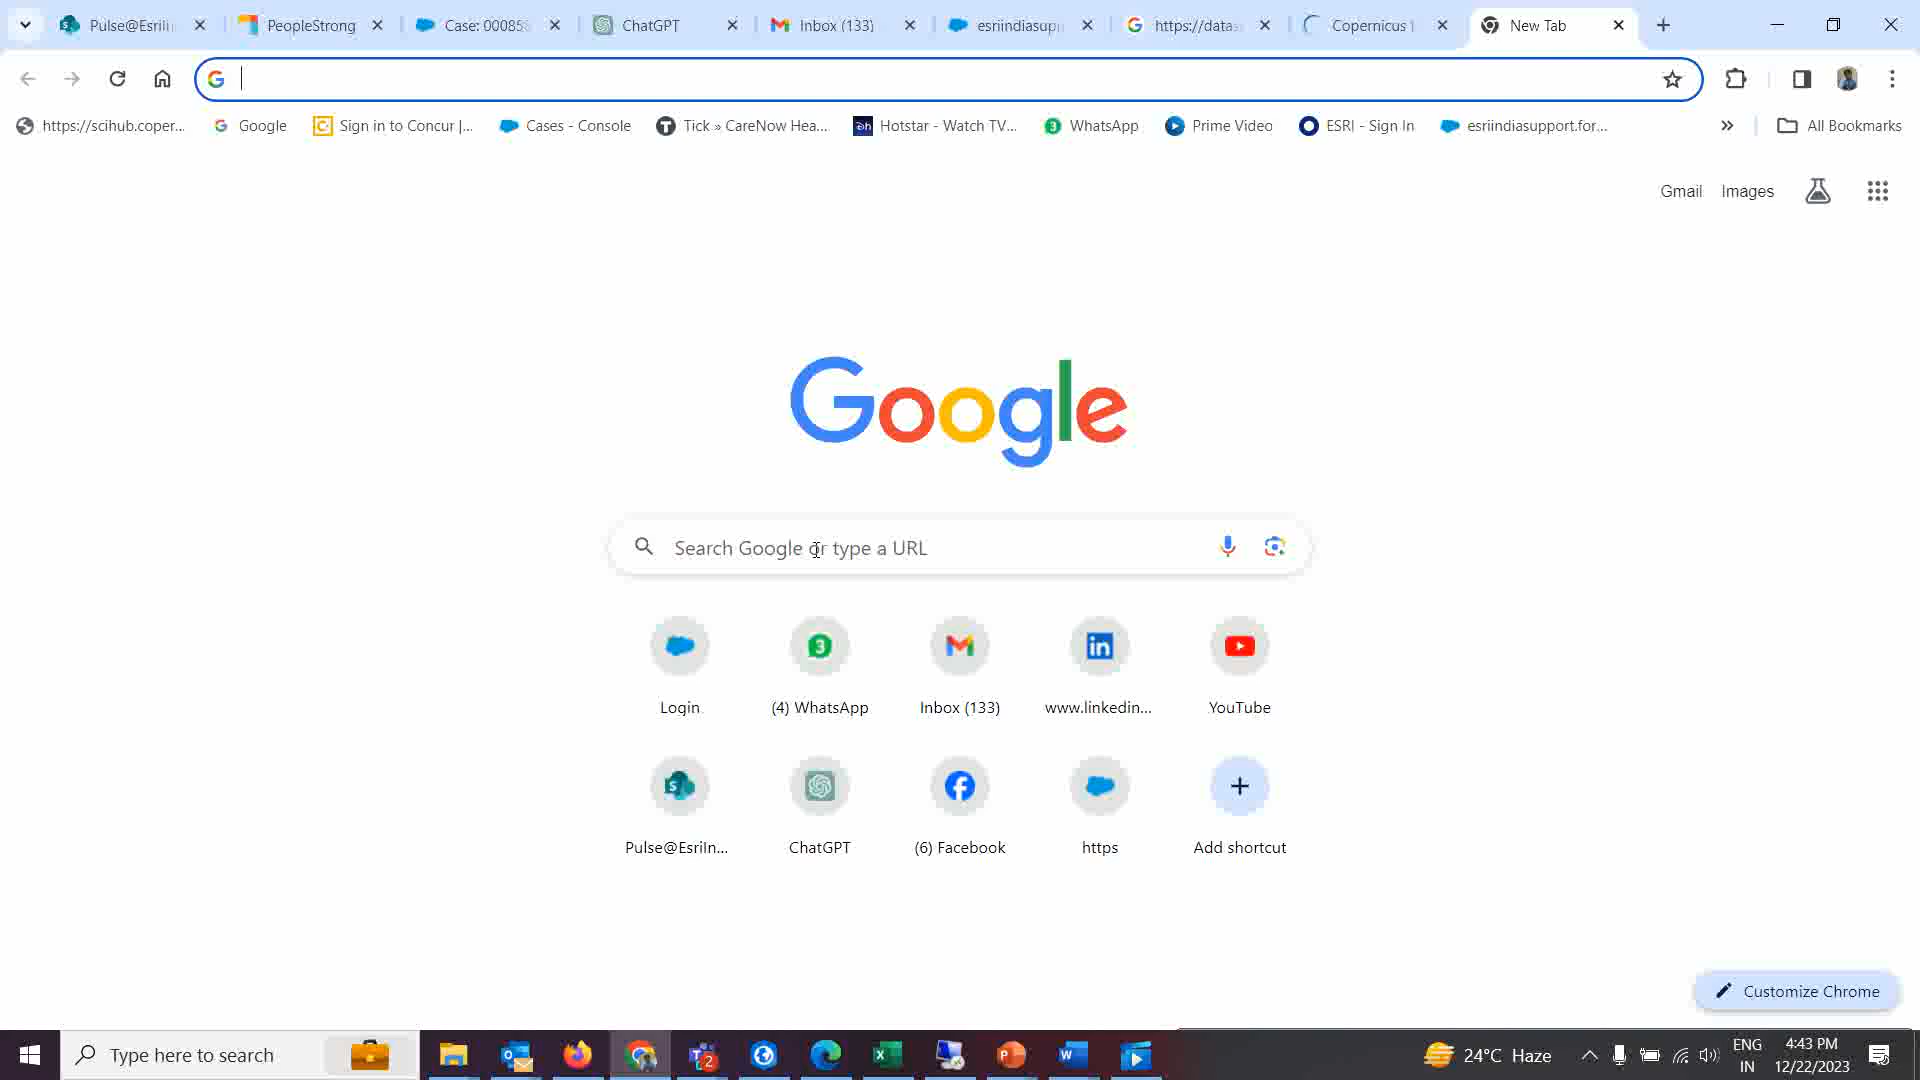 Pulse@Esrili
PeopleStrong
Case: 000858
ChatGPT
Inbox (133)
esriindiasupp
https://datas
Copernicus
New Tab
https://scihub.coper...
Google
Sign in to Concur |...
Cases - Console
Tick » CareNow Hea...
Hotstar - Watch TV...
WhatsApp
Prime Video
ESRI - Sign In
esriindiasupport.for...
All Bookmarks
Gmail
Images
Google
Search Google or type a URL
Login
(4) WhatsApp
Inbox (133)
www.linkedin...
YouTube
Pulse@EsriIn...
ChatGPT
(6) Facebook
https
Add shortcut
Customize Chrome
Type here to search
24°C Haze
ENG
IN
4:43 PM
12/22/2023